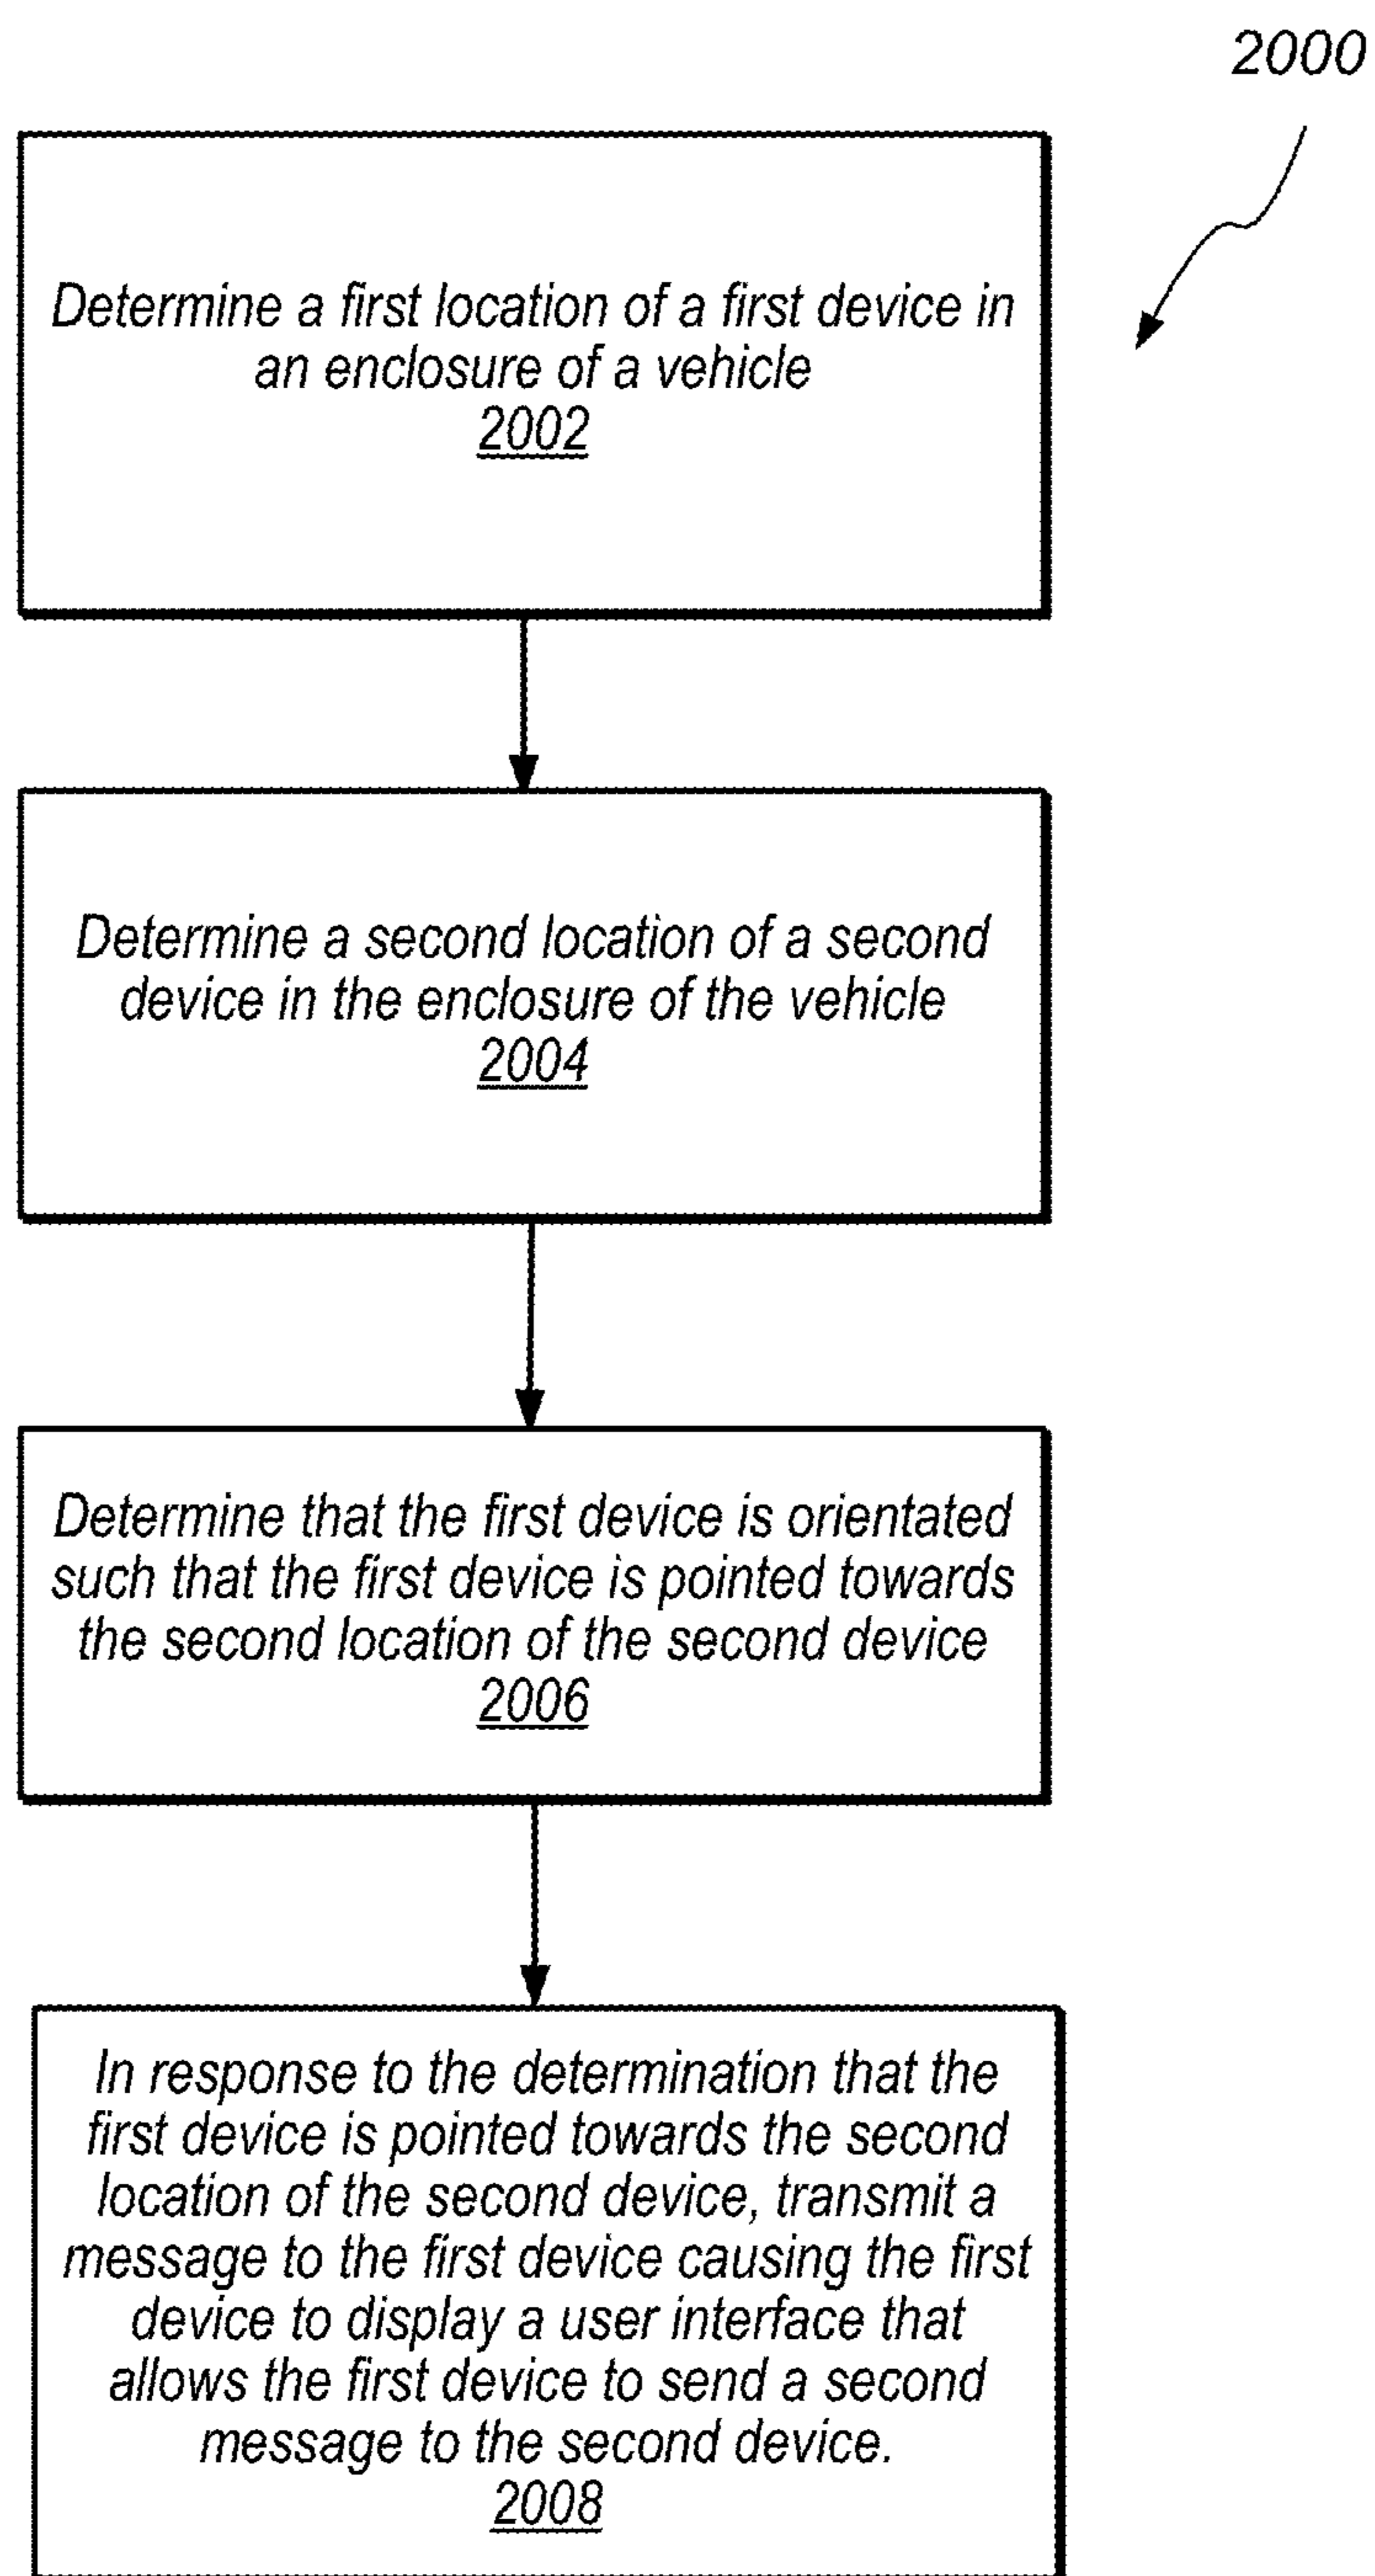 2000
Determine a first location of a first device in
an enclosure of a vehicle
2002
Determine a second location of a second
device in the enclosure of the vehicle
2004
Determine that the first device is orientated
such that the first device is pointed towards
the second location of the second device
2006
In response to the determination that the
first device is pointed towards the second
location of the second device, transmit a
message to the first device causing the first
device to display a user interface that
allows the first device to send a second
message to the second device.
2008